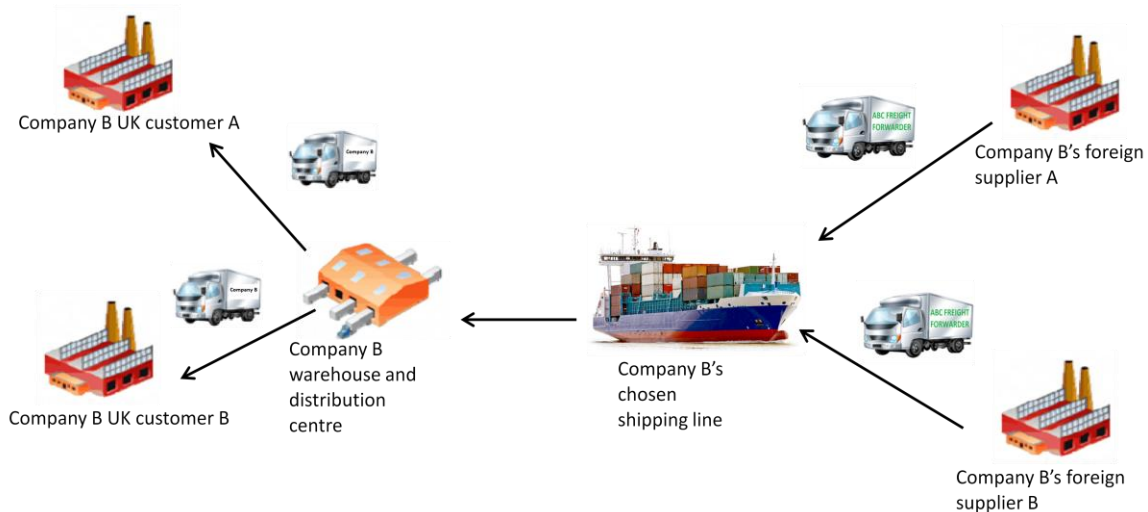 Company B UK customer A
Company B
ABC FREIGHT
FORWARDER
Company B's foreign
supplier A
Company B
Company B UK customer B
Company B
warehouse and
distribution
centre
Company B's
chosen
shipping line
ABC FREIGHT
FORWARDER
Company B's foreign
supplier B